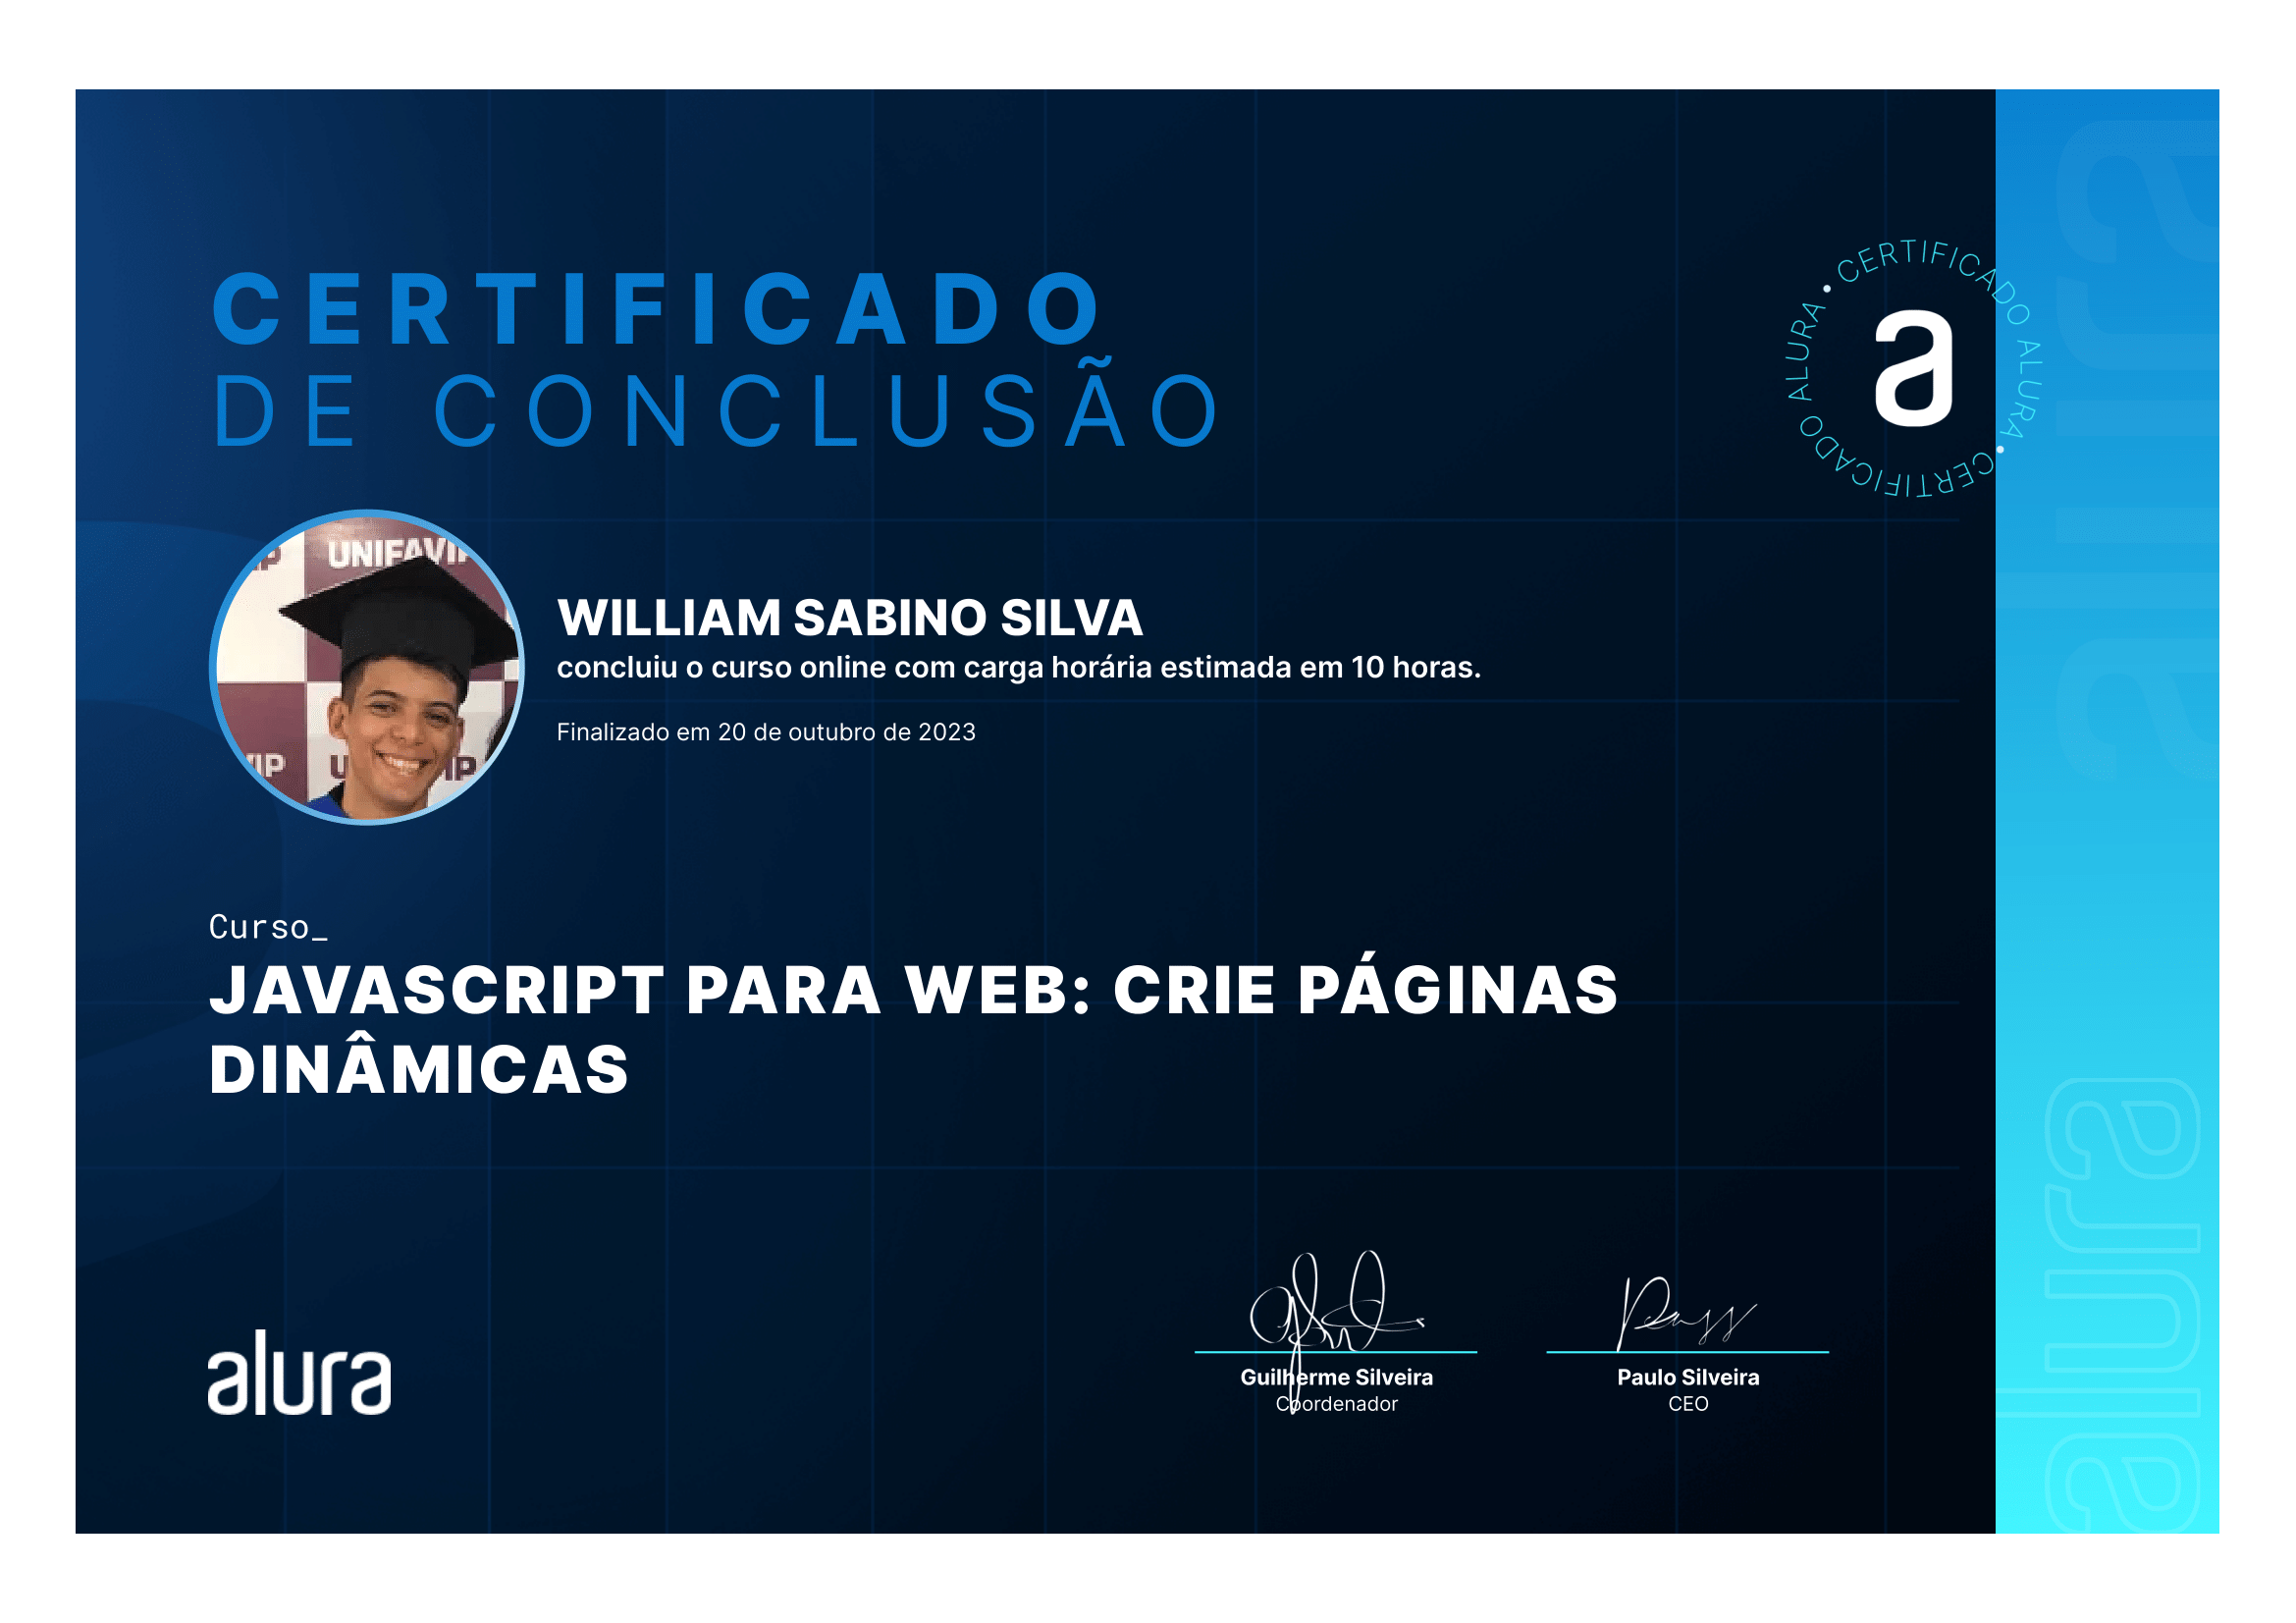 CERTIFICADO
DE CONCLUSÃO
CERTIFICADO ALURA • CERTIFICADO ALURA •
a
UNIFAVIP
WILLIAM SABINO SILVA
concluiu o curso online com carga horária estimada em 10 horas.
Finalizado em 20 de outubro de 2023
Curso_
JAVASCRIPT PARA WEB: CRIE PÁGINAS
DINÂMICAS
alura
Guilherme Silveira
Coordenador
Paulo Silveira
CEO
alura
alura